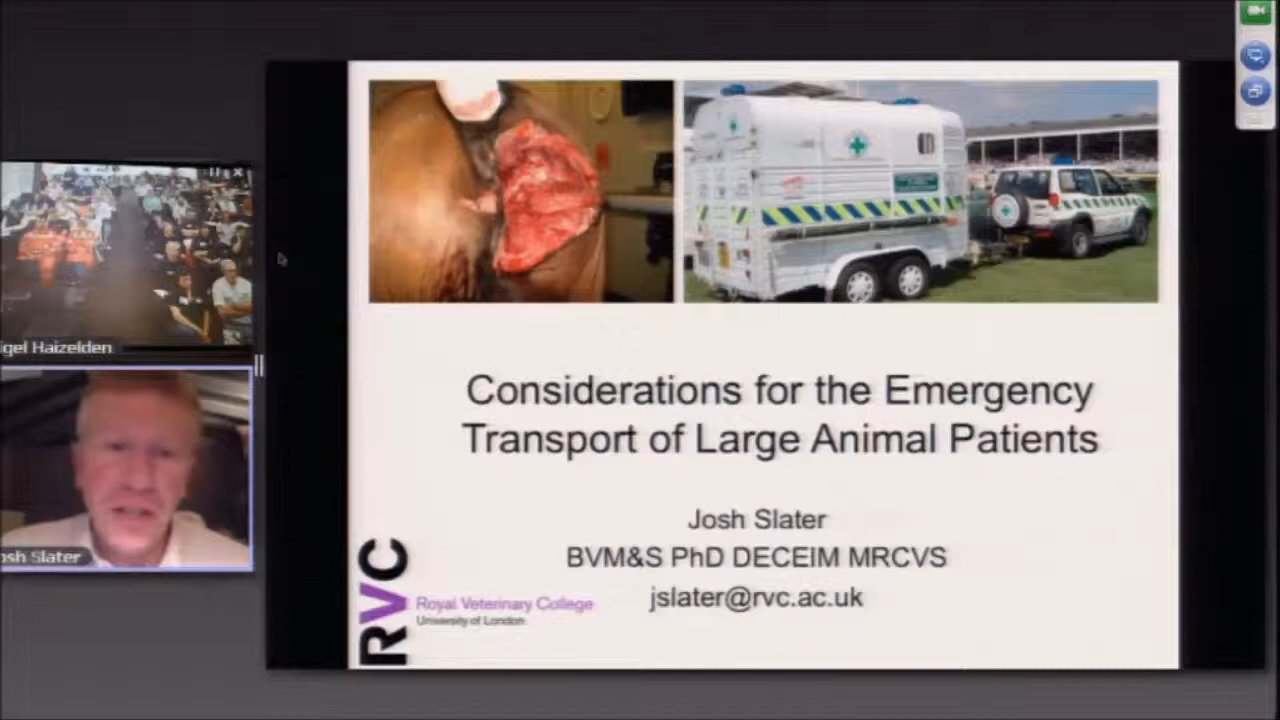 Considerations for the Emergency
Transport of Large Animal Patients
Josh Slater
BVM&S PhD DECEIM MRCVS
jslater@rvc.ac.uk
RVC
Royal Veterinary College
University of London
igel Haizelden
osh Slater